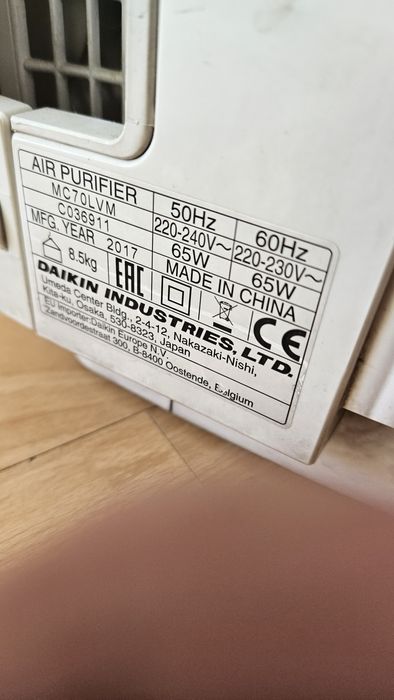 AIR PURIFIER
MC70LVM 50Hz 60Hz
C036911 220-240V~ 220-230V~
MFG. YEAR 2017 65W 65W
8.5kg EAC MADE IN CHINA
CE
DAIKIN INDUSTRIES, LTD.
Umeda Center Bldg., 2-4-12, Nakazaki-Nishi,
Kita-ku, Osaka, 530-8323, Japan
EU Importer:Daikin Europe N.V.
Zandvoordestraat 300, B-8400 Oostende, Belgium